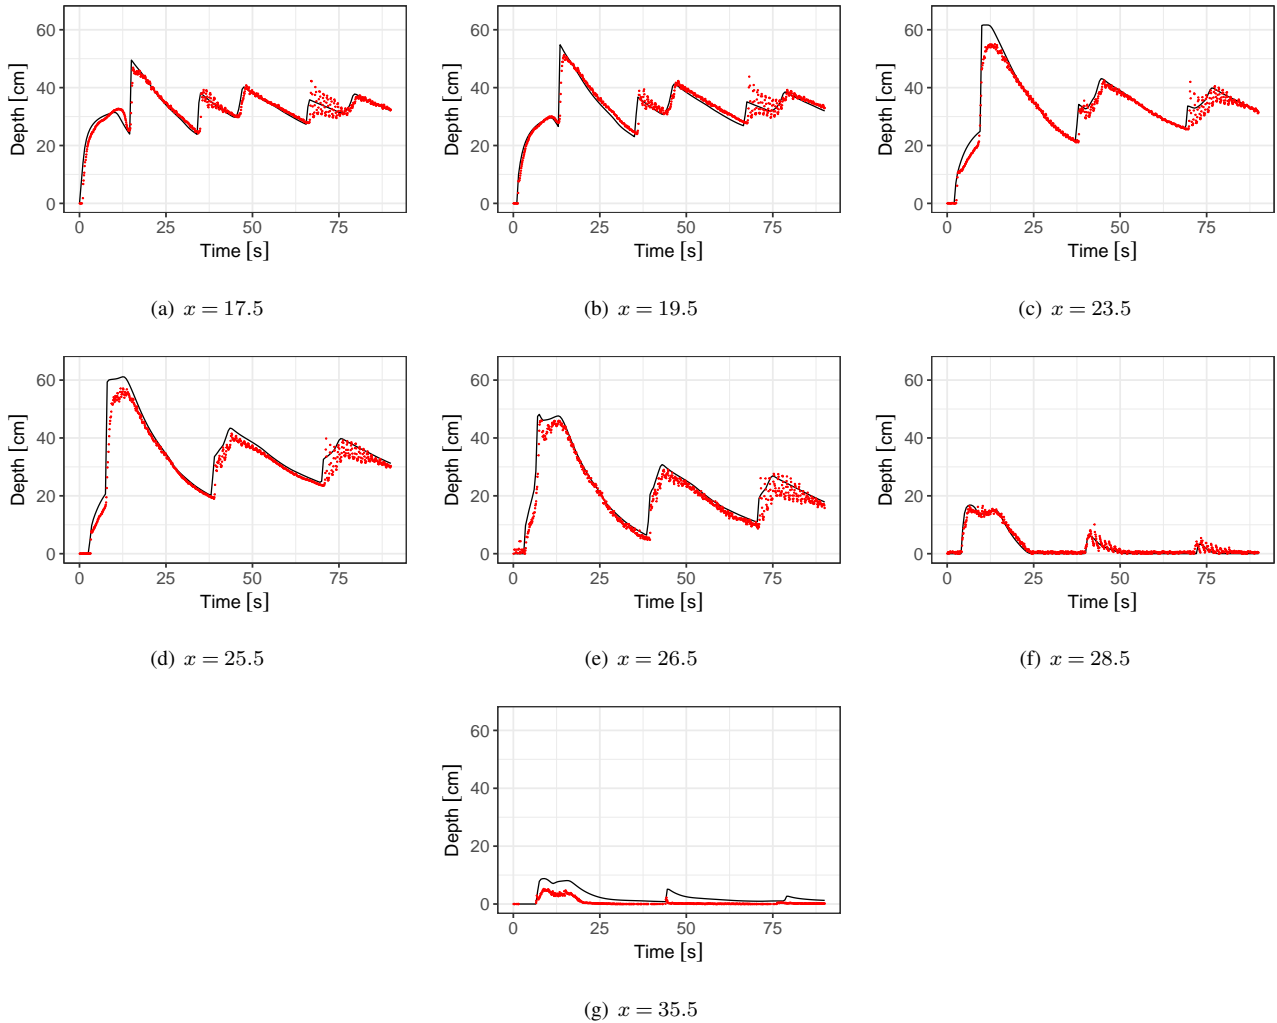 60
40
20
0
Depth [cm]
0 25 50 75
Time [s]
(a) x = 17.5
60
40
20
0
Depth [cm]
0 25 50 75
Time [s]
(b) x = 19.5
60
40
20
0
Depth [cm]
0 25 50 75
Time [s]
(c) x = 23.5
60
40
20
0
Depth [cm]
0 25 50 75
Time [s]
(d) x = 25.5
60
40
20
0
Depth [cm]
0 25 50 75
Time [s]
(e) x = 26.5
60
40
20
0
Depth [cm]
0 25 50 75
Time [s]
(f) x = 28.5
60
40
20
0
Depth [cm]
0 25 50 75
Time [s]
(g) x = 35.5